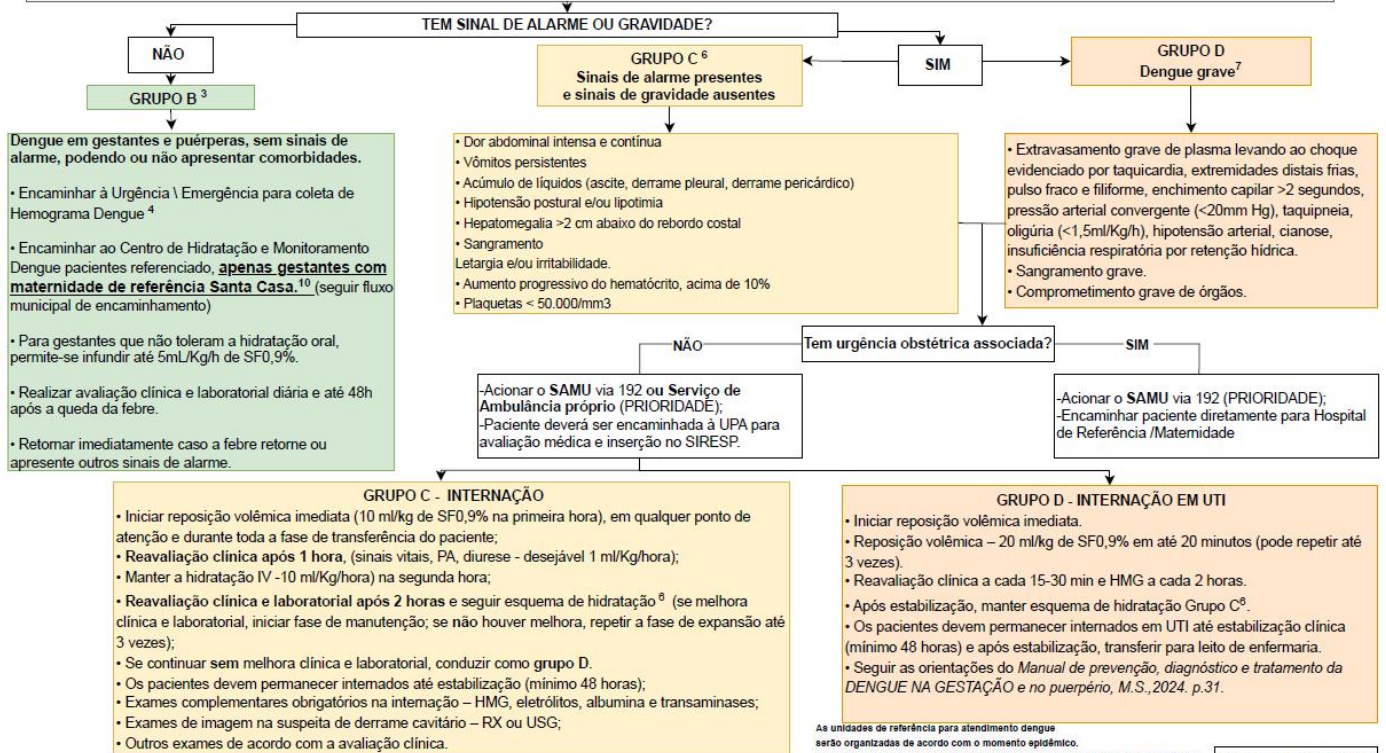 TEM SINAL DE ALARME OU GRAVIDADE?
NÃO
SIM
GRUPO B ³
GRUPO C ⁶
Sinais de alarme presentes
e sinais de gravidade ausentes
GRUPO D
Dengue grave⁷
Dengue em gestantes e puérperas, sem sinais de
alarme, podendo ou não apresentar comorbidades.
• Encaminhar à Urgência \ Emergência para coleta de
Hemograma Dengue ⁴
• Encaminhar ao Centro de Hidratação e Monitoramento
Dengue pacientes referenciado, apenas gestantes com
maternidade de referência Santa Casa.¹⁰ (seguir fluxo
municipal de encaminhamento)
• Para gestantes que não toleram a hidratação oral,
permite-se infundir até 5mL/Kg/h de SF0,9%.
• Realizar avaliação clínica e laboratorial diária e até 48h
após a queda da febre.
• Retornar imediatamente caso a febre retorne ou
apresente outros sinais de alarme.
• Dor abdominal intensa e contínua
• Vômitos persistentes
• Acúmulo de líquidos (ascite, derrame pleural, derrame pericárdico)
• Hipotensão postural e/ou lipotimia
• Hepatomegalia >2 cm abaixo do rebordo costal
• Sangramento
Letargia e/ou irritabilidade.
• Aumento progressivo do hematócrito, acima de 10%
• Plaquetas < 50.000/mm3
• Extravasamento grave de plasma levando ao choque
evidenciado por taquicardia, extremidades distais frias,
pulso fraco e filiforme, enchimento capilar >2 segundos,
pressão arterial convergente (<20mm Hg), taquipneia,
oligúria (<1,5ml/Kg/h), hipotensão arterial, cianose,
insuficiência respiratória por retenção hídrica.
• Sangramento grave.
• Comprometimento grave de órgãos.
Tem urgência obstétrica associada?
NÃO
SIM
-Acionar o SAMU via 192 ou Serviço de
Ambulância próprio (PRIORIDADE);
-Paciente deverá ser encaminhada à UPA para
avaliação médica e inserção no SIRESP.
-Acionar o SAMU via 192 (PRIORIDADE);
-Encaminhar paciente diretamente para Hospital
de Referência /Maternidade
GRUPO C - INTERNAÇÃO
• Iniciar reposição volêmica imediata (10 ml/kg de SF0,9% na primeira hora), em qualquer ponto de
atenção e durante toda a fase de transferência do paciente;
• Reavaliação clínica após 1 hora, (sinais vitais, PA, diurese - desejável 1 ml/Kg/hora);
• Manter a hidratação IV -10 ml/Kg/hora) na segunda hora;
• Reavaliação clínica e laboratorial após 2 horas e seguir esquema de hidratação ⁶ (se melhora
clínica e laboratorial, iniciar fase de manutenção; se não houver melhora, repetir a fase de expansão até
3 vezes);
• Se continuar sem melhora clínica e laboratorial, conduzir como grupo D.
• Os pacientes devem permanecer internados até estabilização (mínimo 48 horas);
• Exames complementares obrigatórios na internação – HMG, eletrólitos, albumina e transaminases;
• Exames de imagem na suspeita de derrame cavitário – RX ou USG;
• Outros exames de acordo com a avaliação clínica.
GRUPO D - INTERNAÇÃO EM UTI
• Iniciar reposição volêmica imediata.
• Reposição volêmica – 20 ml/kg de SF0,9% em até 20 minutos (pode repetir até
3 vezes).
• Reavaliação clínica a cada 15-30 min e HMG a cada 2 horas.
• Após estabilização, manter esquema de hidratação Grupo C⁶.
• Os pacientes devem permanecer internados em UTI até estabilização clínica
(mínimo 48 horas) e após estabilização, transferir para leito de enfermaria.
• Seguir as orientações do Manual de prevenção, diagnóstico e tratamento da
DENGUE NA GESTAÇÃO e no puerpério, M.S.,2024. p.31.
As unidades de referência para atendimento dengue
serão organizadas de acordo com o momento epidêmico.